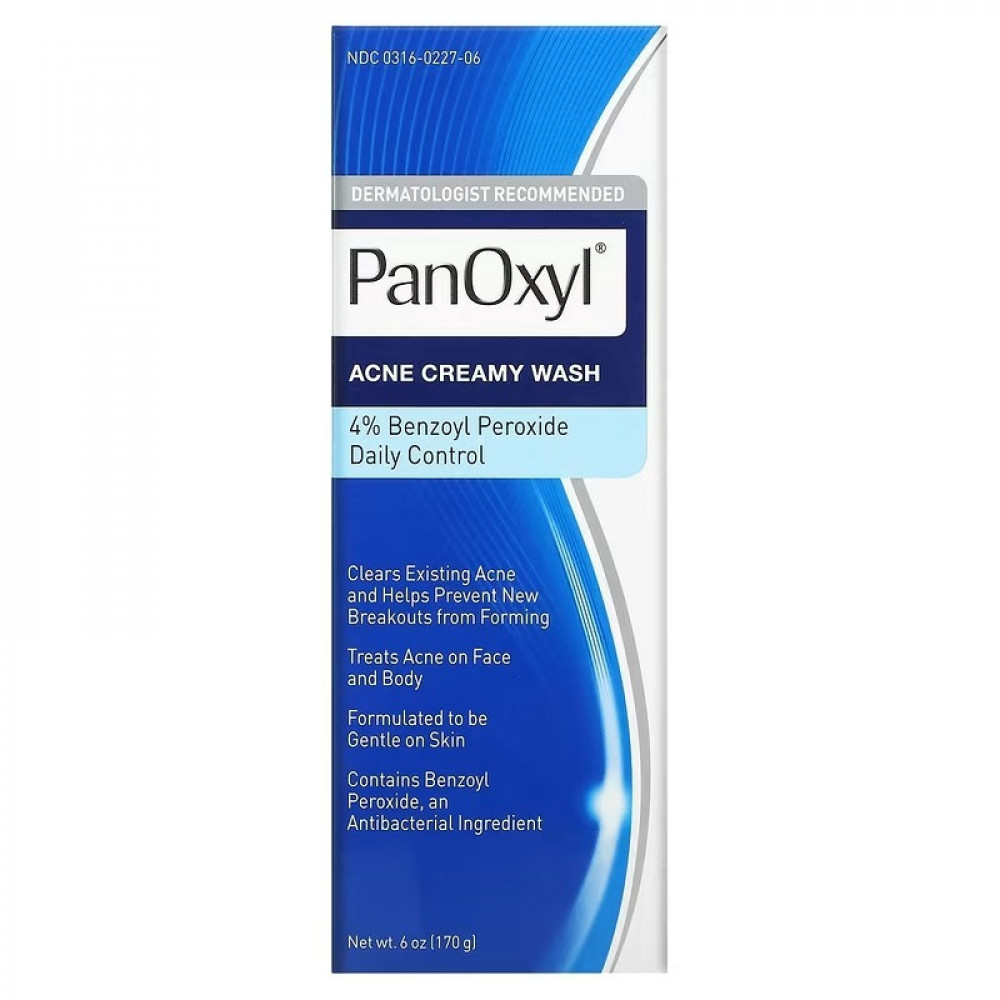 NDC 0316-0227-06
DERMATOLOGIST RECOMMENDED
PanOxyl®
ACNE CREAMY WASH
4% Benzoyl Peroxide
Daily Control
Clears Existing Acne
and Helps Prevent New
Breakouts from Forming
Treats Acne on Face
and Body
Formulated to be
Gentle on Skin
Contains Benzoyl
Peroxide, an
Antibacterial Ingredient
Net wt. 6 oz (170 g)